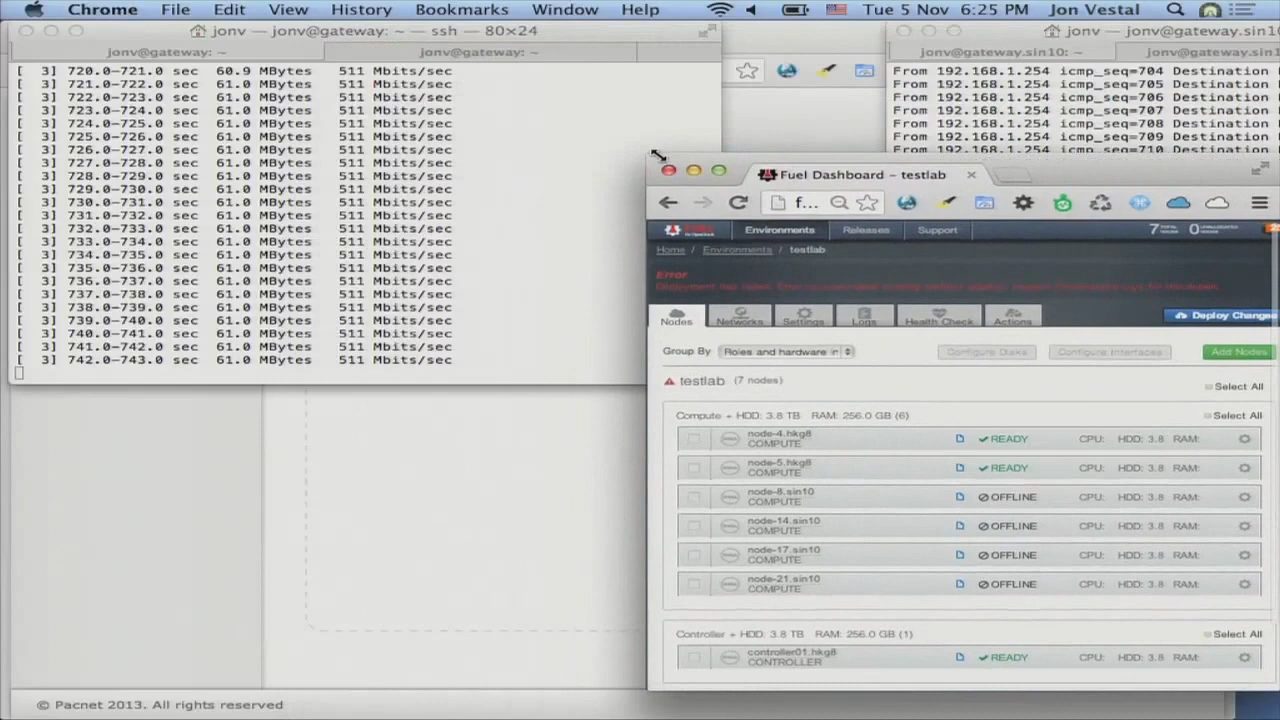 Chrome File Edit View History Bookmarks Window Help Tue 5 Nov 6:25 PM Jon Vestal
jonv — jonv@gateway: ~ — ssh — 80×24
jonv@gateway: ~ jonv@gateway: ~
[ 3] 720.0-721.0 sec 60.9 MBytes 511 Mbits/sec
[ 3] 721.0-722.0 sec 61.0 MBytes 511 Mbits/sec
[ 3] 722.0-723.0 sec 61.0 MBytes 511 Mbits/sec
[ 3] 723.0-724.0 sec 61.0 MBytes 511 Mbits/sec
[ 3] 724.0-725.0 sec 61.0 MBytes 511 Mbits/sec
[ 3] 725.0-726.0 sec 61.0 MBytes 511 Mbits/sec
[ 3] 726.0-727.0 sec 61.0 MBytes 511 Mbits/sec
[ 3] 727.0-728.0 sec 61.0 MBytes 511 Mbits/sec
[ 3] 728.0-729.0 sec 61.0 MBytes 511 Mbits/sec
[ 3] 729.0-730.0 sec 61.0 MBytes 511 Mbits/sec
[ 3] 730.0-731.0 sec 61.0 MBytes 511 Mbits/sec
[ 3] 731.0-732.0 sec 61.0 MBytes 511 Mbits/sec
[ 3] 732.0-733.0 sec 61.0 MBytes 511 Mbits/sec
[ 3] 733.0-734.0 sec 61.0 MBytes 511 Mbits/sec
[ 3] 734.0-735.0 sec 61.0 MBytes 511 Mbits/sec
[ 3] 735.0-736.0 sec 61.0 MBytes 511 Mbits/sec
[ 3] 736.0-737.0 sec 61.0 MBytes 511 Mbits/sec
[ 3] 737.0-738.0 sec 61.0 MBytes 511 Mbits/sec
[ 3] 738.0-739.0 sec 61.0 MBytes 511 Mbits/sec
[ 3] 739.0-740.0 sec 61.0 MBytes 511 Mbits/sec
[ 3] 740.0-741.0 sec 61.0 MBytes 511 Mbits/sec
[ 3] 741.0-742.0 sec 61.0 MBytes 511 Mbits/sec
[ 3] 742.0-743.0 sec 61.0 MBytes 511 Mbits/sec
jonv — jonv@gateway.sin10
jonv@gateway.sin10: ~ jonv@gateway.sin10
From 192.168.1.254 icmp_seq=704 Destination
From 192.168.1.254 icmp_seq=705 Destination
From 192.168.1.254 icmp_seq=706 Destination
From 192.168.1.254 icmp_seq=707 Destination
From 192.168.1.254 icmp_seq=708 Destination
From 192.168.1.254 icmp_seq=709 Destination
From 192.168.1.254 icmp_seq=710 Destination
Fuel Dashboard – testlab
f...
Environments Releases Support 7 0
Home / Environments / testlab
Error
Nodes Networks Settings Logs Health Check Actions Deploy Changes
Group By Roles and hardware in Configure Disks Configure Interfaces Add Nodes
testlab (7 nodes) Select All
Compute + HDD: 3.8 TB RAM: 256.0 GB (6) Select All
node-4.hkg8
COMPUTE READY CPU: HDD: 3.8 RAM:
node-5.hkg8
COMPUTE READY CPU: HDD: 3.8 RAM:
node-8.sin10
COMPUTE OFFLINE CPU: HDD: 3.8 RAM:
node-14.sin10
COMPUTE OFFLINE CPU: HDD: 3.8 RAM:
node-17.sin10
COMPUTE OFFLINE CPU: HDD: 3.8 RAM:
node-21.sin10
COMPUTE OFFLINE CPU: HDD: 3.8 RAM:
Controller + HDD: 3.8 TB RAM: 256.0 GB (1) Select All
controller01.hkg8
CONTROLLER READY CPU: HDD: 3.8 RAM:
© Pacnet 2013. All rights reserved